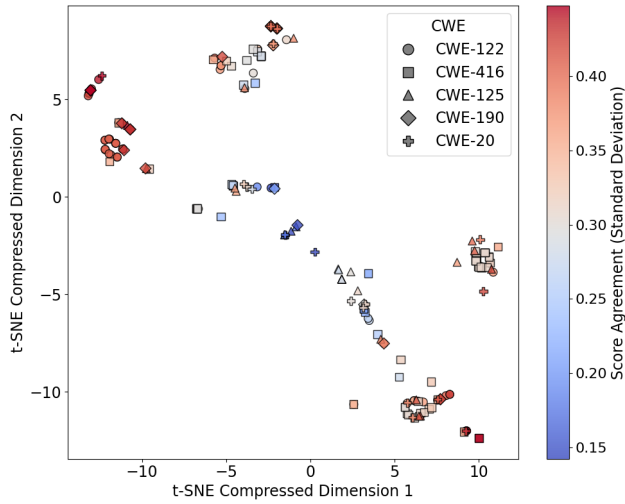 CWE
CWE-122
CWE-416
CWE-125
CWE-190
CWE-20
t-SNE Compressed Dimension 2
5
0
−5
−10
−10
−5
0
5
10
t-SNE Compressed Dimension 1
0.40
0.35
0.30
0.25
0.20
0.15
Score Agreement (Standard Deviation)